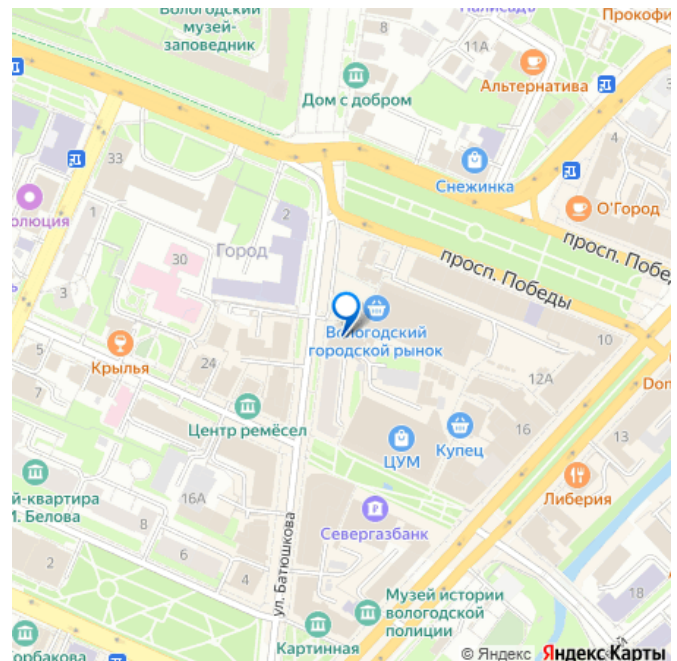 Вологодский
музей-
заповедник
Палисадъ
Прокофи
8
11А
Альтернатива
Дом с добром
4
33
Снежинка
О'Город
олюция
1
2
Город
30
просп. Победы
просп. Побе
3
Вологодский
городской рынок
10
5
Крылья
24
12А
Don
7
Центр ремёсел
ЦУМ
Купец
16
13
Либерия
й-квартира
И. Белова
16А
8
Севергазбанк
6
2
ул. Батюшкова
18
Музей истории
вологодской
полиции
Картинная
орбакова
© Яндекс Яндекс Карты